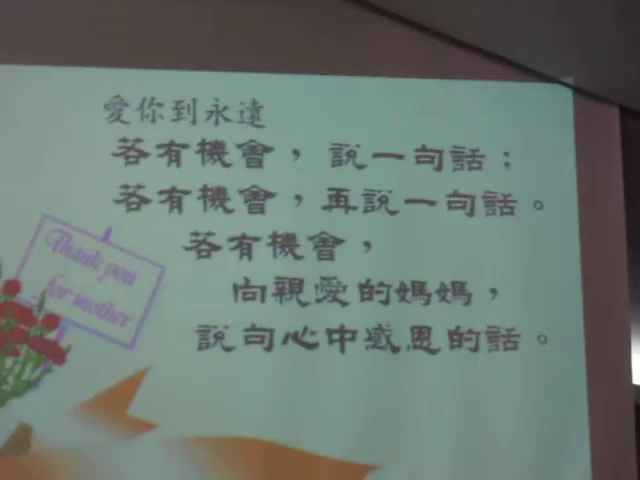 愛你到永遠
若有機會，說一句話；
若有機會，再說一句話。
若有機會，
向親愛的媽媽，
說句心中感恩的話。
Thank you
for mother